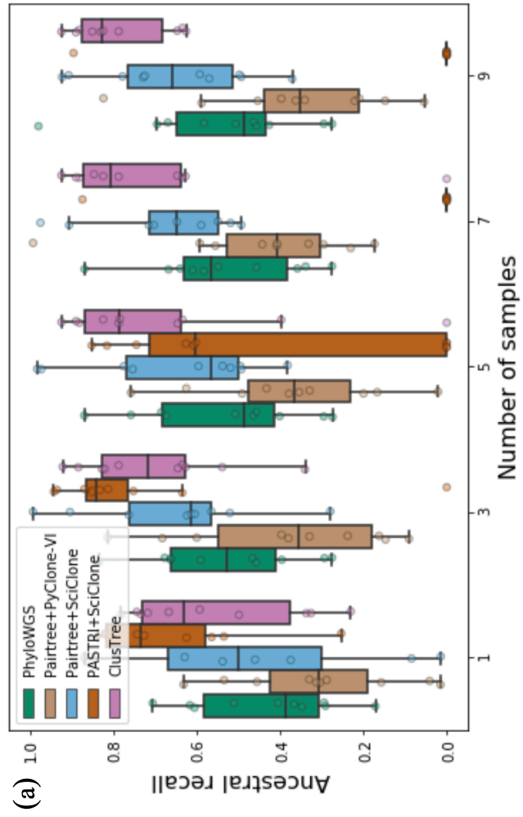 (a)
Ancestral recall
1.0
0.8
0.6
0.4
0.2
0.0
PhyloWGS
Pairtree+PyClone-VI
Pairtree+SciClone
PASTRI+SciClone
ClusTree
1
3
5
7
9
Number of samples